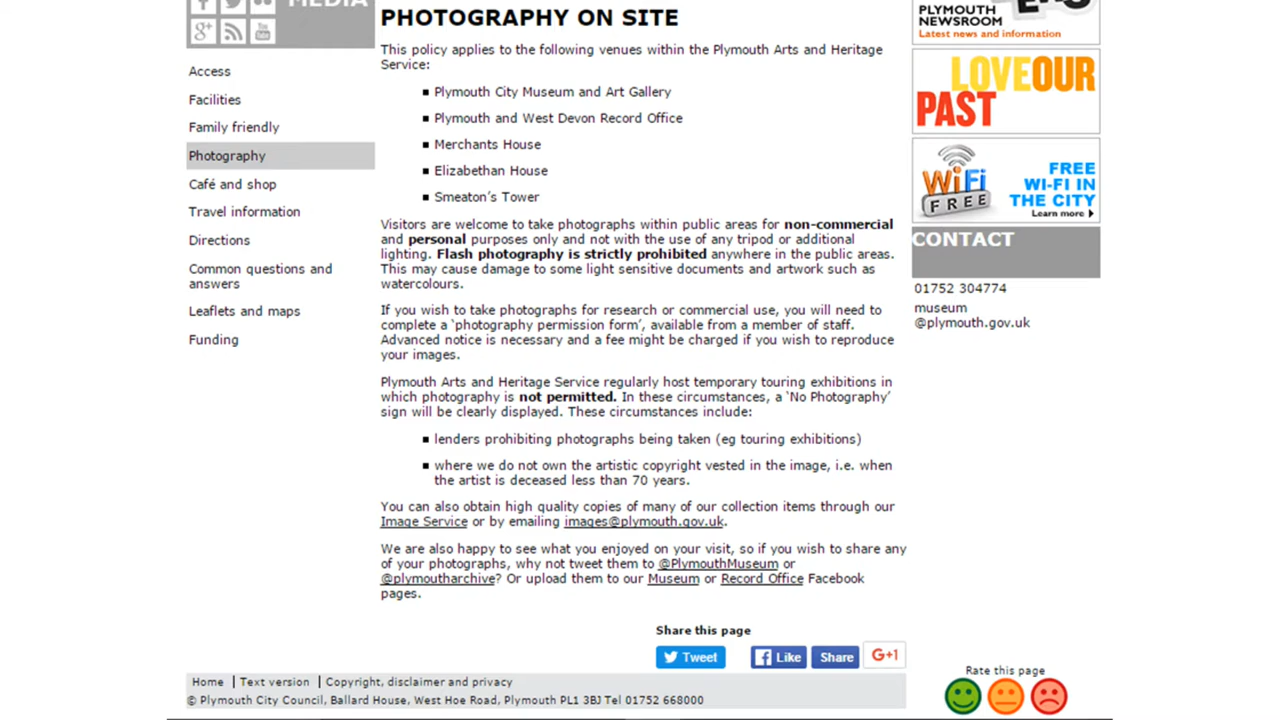 MEDIA
Access
Facilities
Family friendly
Photography
Café and shop
Travel information
Directions
Common questions and
answers
Leaflets and maps
Funding
PHOTOGRAPHY ON SITE
This policy applies to the following venues within the Plymouth Arts and Heritage
Service:
Plymouth City Museum and Art Gallery
Plymouth and West Devon Record Office
Merchants House
Elizabethan House
Smeaton’s Tower
Visitors are welcome to take photographs within public areas for non-commercial
and personal purposes only and not with the use of any tripod or additional
lighting. Flash photography is strictly prohibited anywhere in the public areas.
This may cause damage to some light sensitive documents and artwork such as
watercolours.
If you wish to take photographs for research or commercial use, you will need to
complete a ‘photography permission form’, available from a member of staff.
Advanced notice is necessary and a fee might be charged if you wish to reproduce
your images.
Plymouth Arts and Heritage Service regularly host temporary touring exhibitions in
which photography is not permitted. In these circumstances, a ‘No Photography’
sign will be clearly displayed. These circumstances include:
lenders prohibiting photographs being taken (eg touring exhibitions)
where we do not own the artistic copyright vested in the image, i.e. when
the artist is deceased less than 70 years.
You can also obtain high quality copies of many of our collection items through our
Image Service or by emailing images@plymouth.gov.uk.
We are also happy to see what you enjoyed on your visit, so if you wish to share any
of your photographs, why not tweet them to @PlymouthMuseum or
@plymoutharchive? Or upload them to our Museum or Record Office Facebook
pages.
Share this page
Tweet Like Share G+1
PLYMOUTH
NEWSROOM
Latest news and information
LOVE OUR
PAST
WiFi
FREE
FREE
WI-FI IN
THE CITY
Learn more
CONTACT
01752 304774
museum
@plymouth.gov.uk
Home | Text version | Copyright, disclaimer and privacy
© Plymouth City Council, Ballard House, West Hoe Road, Plymouth PL1 3BJ Tel 01752 668000
Rate this page